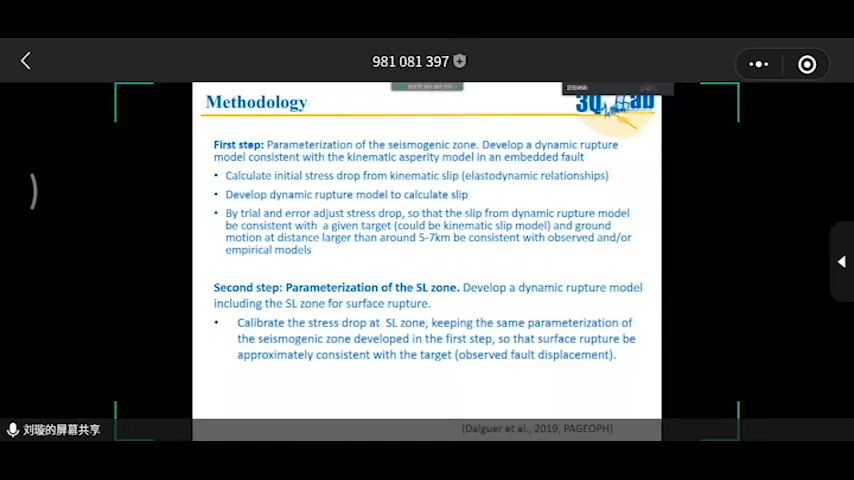 981 081 397
Methodology
3Q Lab
First step: Parameterization of the seismogenic zone. Develop a dynamic rupture
model consistent with the kinematic asperity model in an embedded fault
• Calculate initial stress drop from kinematic slip (elastodynamic relationships)
• Develop dynamic rupture model to calculate slip
• By trial and error adjust stress drop, so that the slip from dynamic rupture model
be consistent with a given target (could be kinematic slip model) and ground
motion at distance larger than around 5-7km be consistent with observed and/or
empirical models
Second step: Parameterization of the SL zone. Develop a dynamic rupture model
including the SL zone for surface rupture.
• Calibrate the stress drop at SL zone, keeping the same parameterization of
the seismogenic zone developed in the first step, so that surface rupture be
approximately consistent with the target (observed fault displacement).
刘璇的屏幕共享
(Dalguer et al., 2019, PAGEOPH)